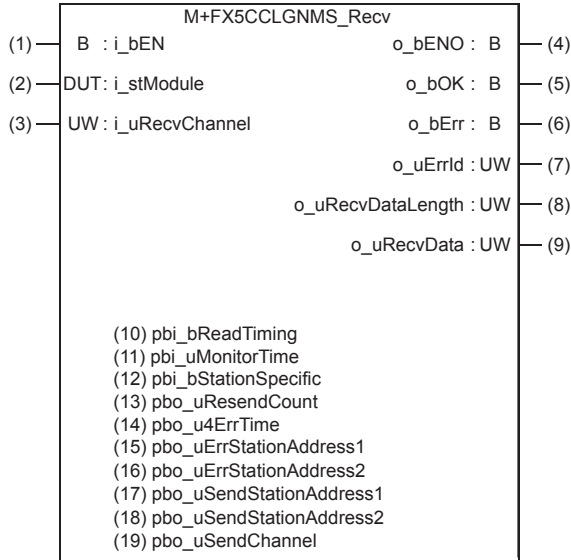 M+FX5CCLGNMS_Recv
(1) B : i_bEN o_bENO : B (4)
(2) DUT : i_stModule o_bOK : B (5)
(3) UW : i_uRecvChannel o_bErr : B (6)
o_uErrId : UW (7)
o_uRecvDataLength : UW (8)
o_uRecvData : UW (9)
(10) pbi_bReadTiming
(11) pbi_uMonitorTime
(12) pbi_bStationSpecific
(13) pbo_uResendCount
(14) pbo_u4ErrTime
(15) pbo_uErrStationAddress1
(16) pbo_uErrStationAddress2
(17) pbo_uSendStationAddress1
(18) pbo_uSendStationAddress2
(19) pbo_uSendChannel